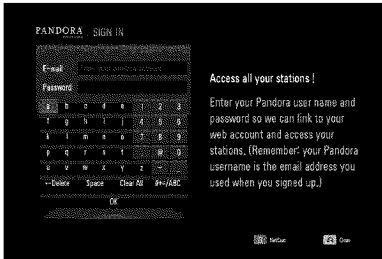 PANDORA SIGN IN
E-mail
Password
a b c d e 1 2 3
f g h i j 4 5 6
k l m n o 7 8 9
p q r s t @ 0
u v w x y z
Delete Space Clear All #+=/ABC
OK
Access all your stations !
Enter your Pandora user name and
password so we can link to your
web account and access your
stations. (Remember: your Pandora
username is the email address you
used when you signed up.)
Netcast Close